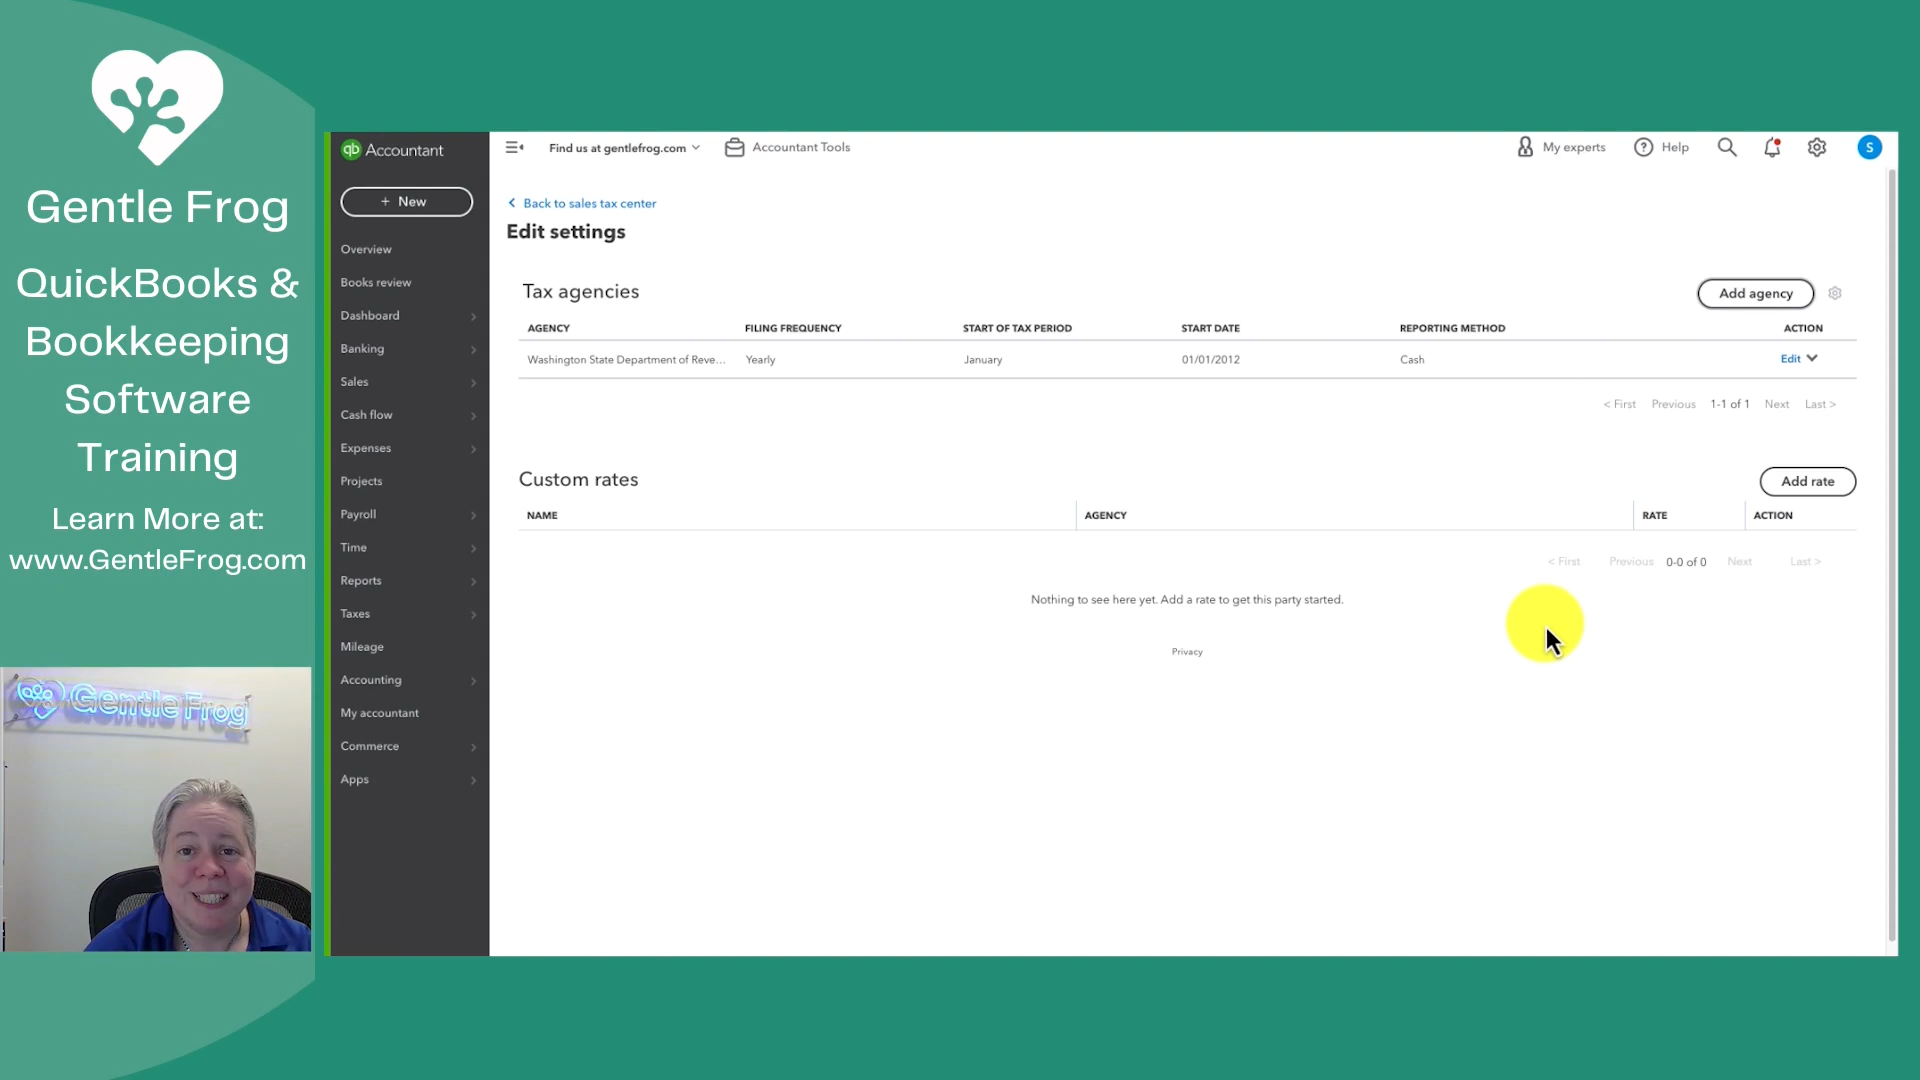 Gentle Frog
QuickBooks &
Bookkeeping
Software
Training
Learn More at:
www.GentleFrog.com
Gentle Frog
qb Accountant
+ New
Overview
Books review
Dashboard
Banking
Sales
Cash flow
Expenses
Projects
Payroll
Time
Reports
Taxes
Mileage
Accounting
My accountant
Commerce
Apps
Find us at gentlefrog.com
Accountant Tools
My experts
? Help
S
< Back to sales tax center
Edit settings
Tax agencies
Add agency
AGENCY FILING FREQUENCY START OF TAX PERIOD START DATE REPORTING METHOD ACTION
Washington State Department of Reve... Yearly January 01/01/2012 Cash Edit
< First Previous 1-1 of 1 Next Last >
Custom rates
Add rate
NAME AGENCY RATE ACTION
< First Previous 0-0 of 0 Next Last >
Nothing to see here yet. Add a rate to get this party started.
Privacy